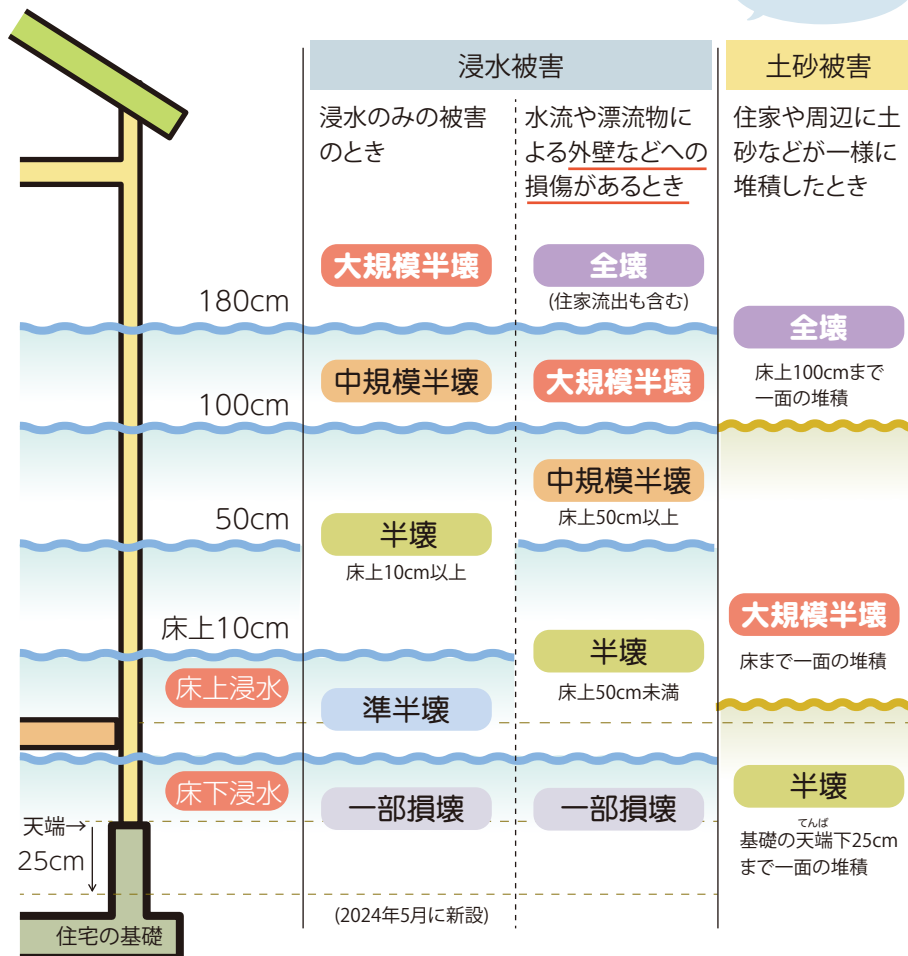 浸水被害
土砂被害
浸水のみの被害
のとき
水流や漂流物に
よる外壁などへの
損傷があるとき
住家や周辺に土
砂などが一様に
堆積したとき
大規模半壊
全壊
(住家流出も含む)
180cm
全壊
床上100cmまで
一面の堆積
中規模半壊
大規模半壊
100cm
中規模半壊
床上50cm以上
50cm
半壊
床上10cm以上
大規模半壊
床まで一面の堆積
床上10cm
半壊
床上50cm未満
床上浸水
準半壊
床下浸水
一部損壊
一部損壊
半壊
てんば
基礎の天端下25cm
まで一面の堆積
天端→
25cm
(2024年5月に新設)
住宅の基礎